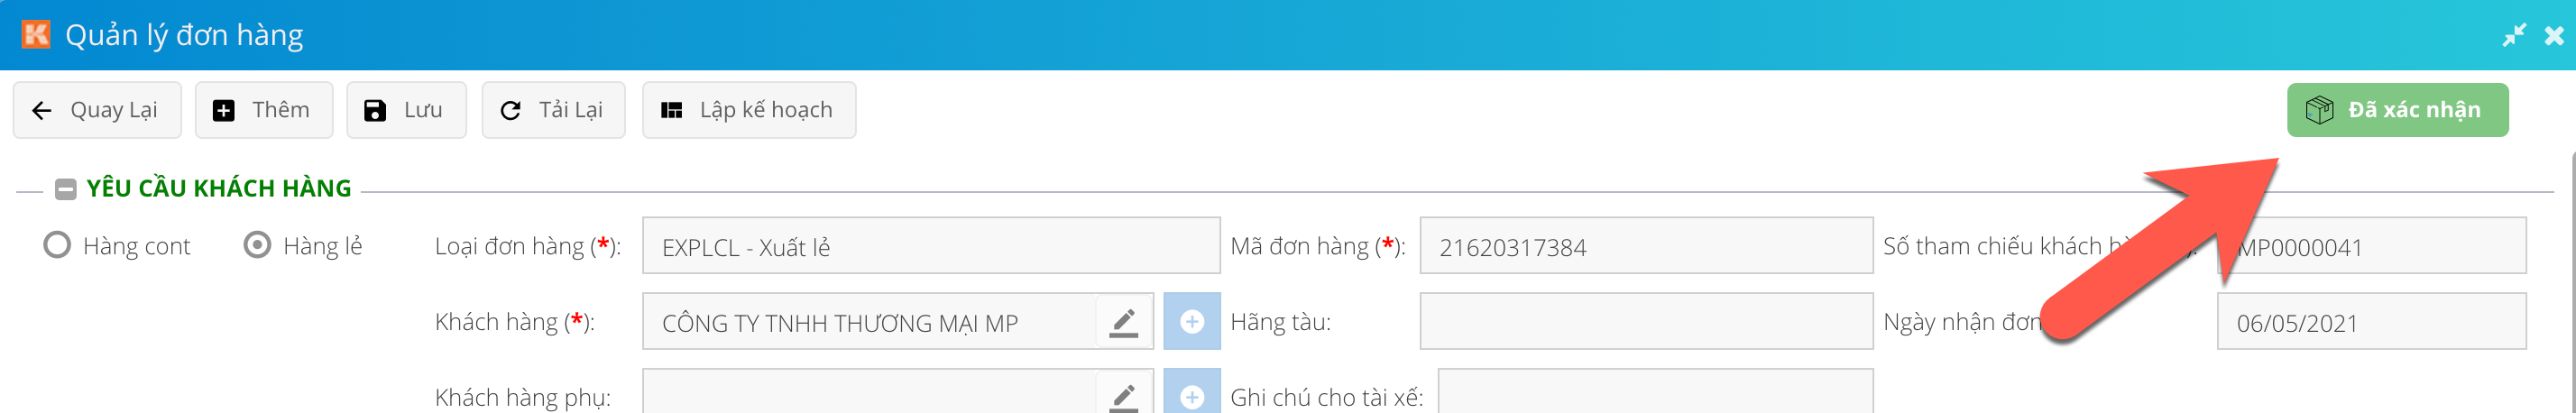 Quản lý đơn hàng
Quay Lại Thêm Lưu Tải Lại Lập kế hoạch Đã xác nhận
YÊU CẦU KHÁCH HÀNG
Hàng cont Hàng lẻ Loại đơn hàng (*): EXPLCL - Xuất lẻ Mã đơn hàng (*): 21620317384 Số tham chiếu khách MP0000041
Khách hàng (*): CÔNG TY TNHH THƯƠNG MẠI MP Hãng tàu: Ngày nhận đơn 06/05/2021
Khách hàng phụ: Ghi chú cho tài xế: